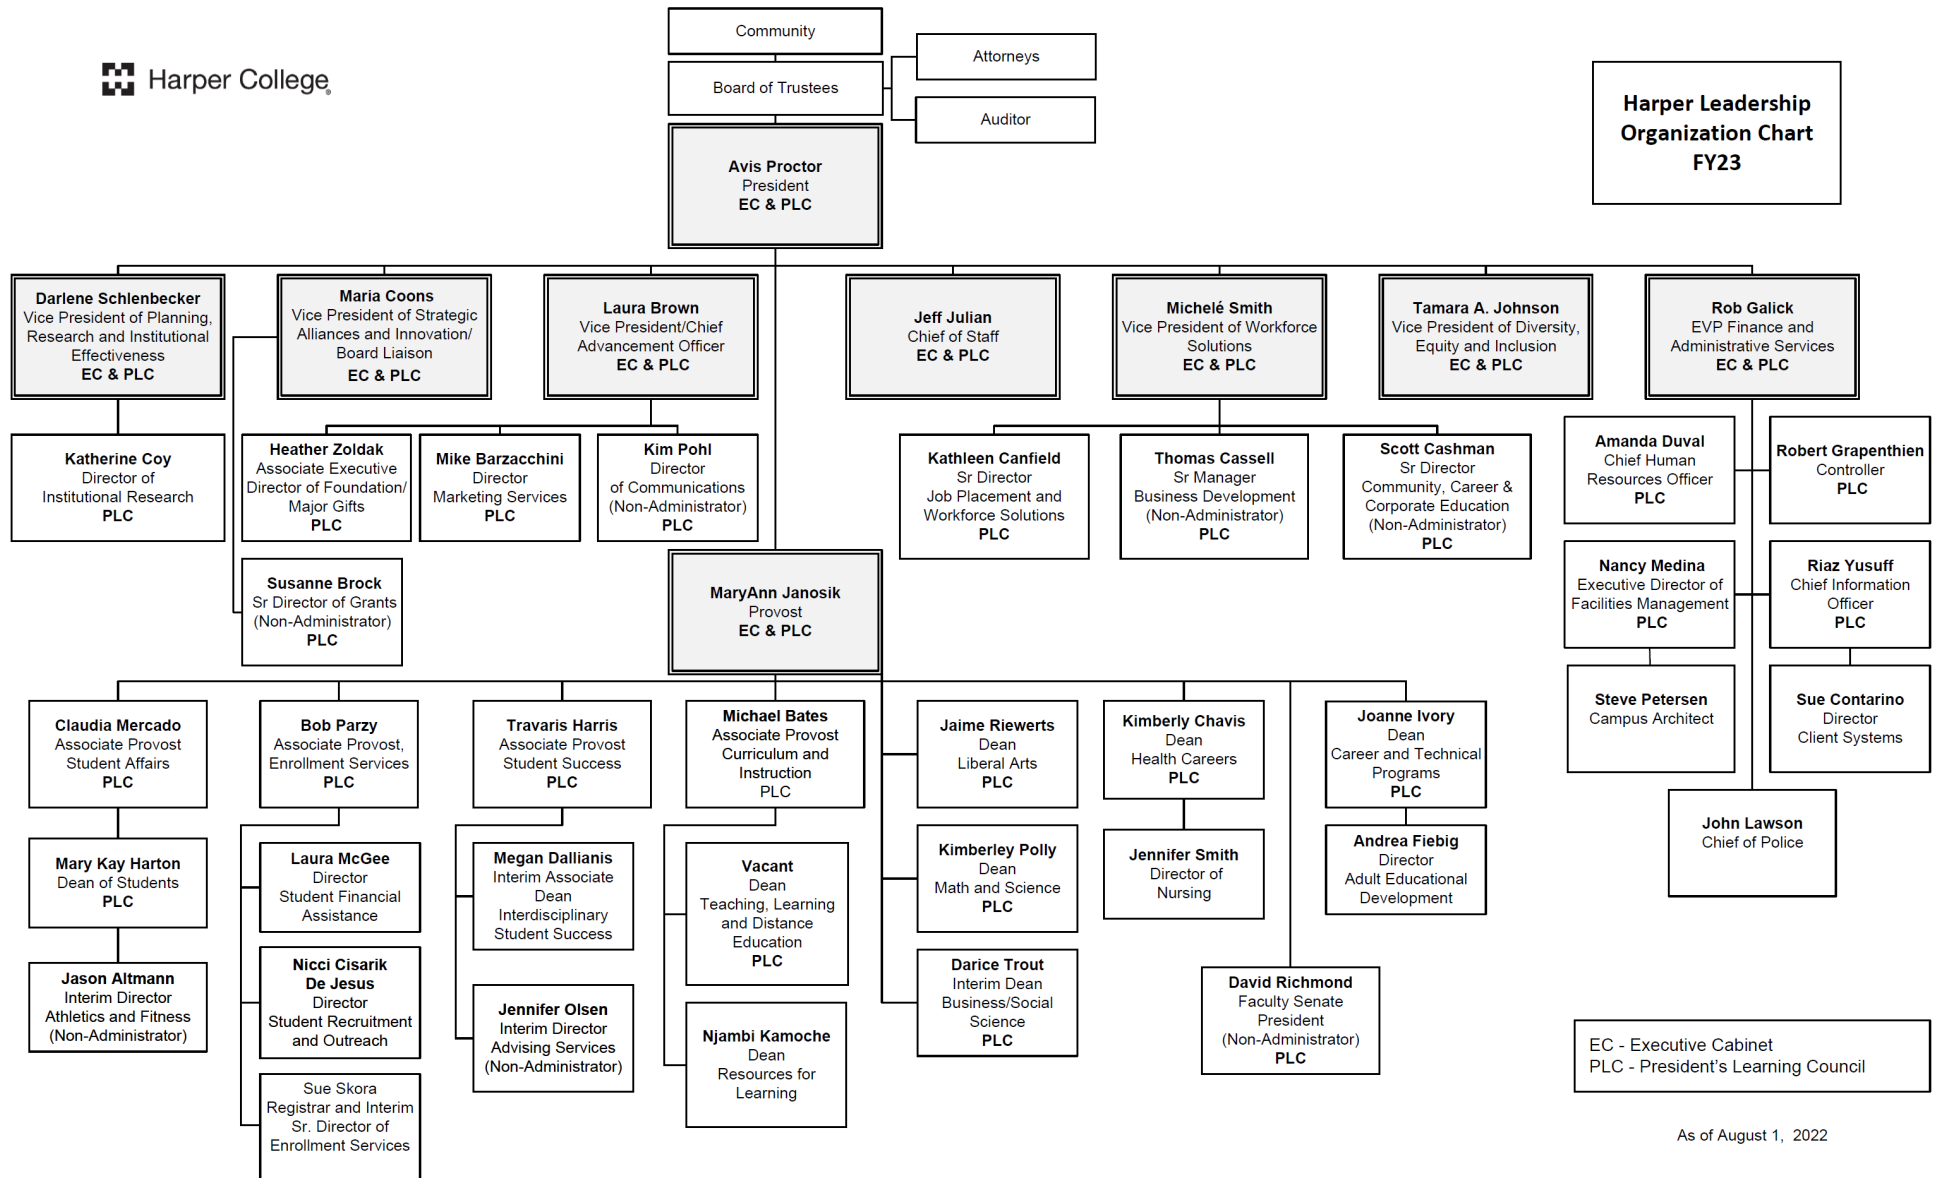 Harper College
Community
Board of Trustees
Attorneys
Auditor
Harper Leadership
Organization Chart
FY23
Avis Proctor
President
EC & PLC
Darlene Schlenbecker
Vice President of Planning,
Research and Institutional
Effectiveness
EC & PLC
Maria Coons
Vice President of Strategic
Alliances and Innovation/
Board Liaison
EC & PLC
Laura Brown
Vice President/Chief
Advancement Officer
EC & PLC
Jeff Julian
Chief of Staff
EC & PLC
Michelé Smith
Vice President of Workforce
Solutions
EC & PLC
Tamara A. Johnson
Vice President of Diversity,
Equity and Inclusion
EC & PLC
Rob Galick
EVP Finance and
Administrative Services
EC & PLC
Katherine Coy
Director of
Institutional Research
PLC
Heather Zoldak
Associate Executive
Director of Foundation/
Major Gifts
PLC
Mike Barzacchini
Director
Marketing Services
PLC
Kim Pohl
Director
of Communications
(Non-Administrator)
PLC
Kathleen Canfield
Sr Director
Job Placement and
Workforce Solutions
PLC
Thomas Cassell
Sr Manager
Business Development
(Non-Administrator)
PLC
Scott Cashman
Sr Director
Community, Career &
Corporate Education
(Non-Administrator)
PLC
Amanda Duval
Chief Human
Resources Officer
PLC
Robert Grapenthien
Controller
PLC
Susanne Brock
Sr Director of Grants
(Non-Administrator)
PLC
MaryAnn Janosik
Provost
EC & PLC
Nancy Medina
Executive Director of
Facilities Management
PLC
Riaz Yusuff
Chief Information
Officer
PLC
Steve Petersen
Campus Architect
Sue Contarino
Director
Client Systems
John Lawson
Chief of Police
Claudia Mercado
Associate Provost
Student Affairs
PLC
Bob Parzy
Associate Provost,
Enrollment Services
PLC
Travaris Harris
Associate Provost
Student Success
PLC
Michael Bates
Associate Provost
Curriculum and
Instruction
PLC
Jaime Riewerts
Dean
Liberal Arts
PLC
Kimberly Chavis
Dean
Health Careers
PLC
Joanne Ivory
Dean
Career and Technical
Programs
PLC
Mary Kay Harton
Dean of Students
PLC
Laura McGee
Director
Student Financial
Assistance
Megan Dallianis
Interim Associate
Dean
Interdisciplinary
Student Success
Vacant
Dean
Teaching, Learning
and Distance
Education
PLC
Kimberley Polly
Dean
Math and Science
PLC
Jennifer Smith
Director of
Nursing
Andrea Fiebig
Director
Adult Educational
Development
Jason Altmann
Interim Director
Athletics and Fitness
(Non-Administrator)
Nicci Cisarik
De Jesus
Director
Student Recruitment
and Outreach
Jennifer Olsen
Interim Director
Advising Services
(Non-Administrator)
Njambi Kamoche
Dean
Resources for
Learning
Darice Trout
Interim Dean
Business/Social
Science
PLC
David Richmond
Faculty Senate
President
(Non-Administrator)
PLC
Sue Skora
Registrar and Interim
Sr. Director of
Enrollment Services
EC - Executive Cabinet
PLC - President's Learning Council
As of August 1, 2022